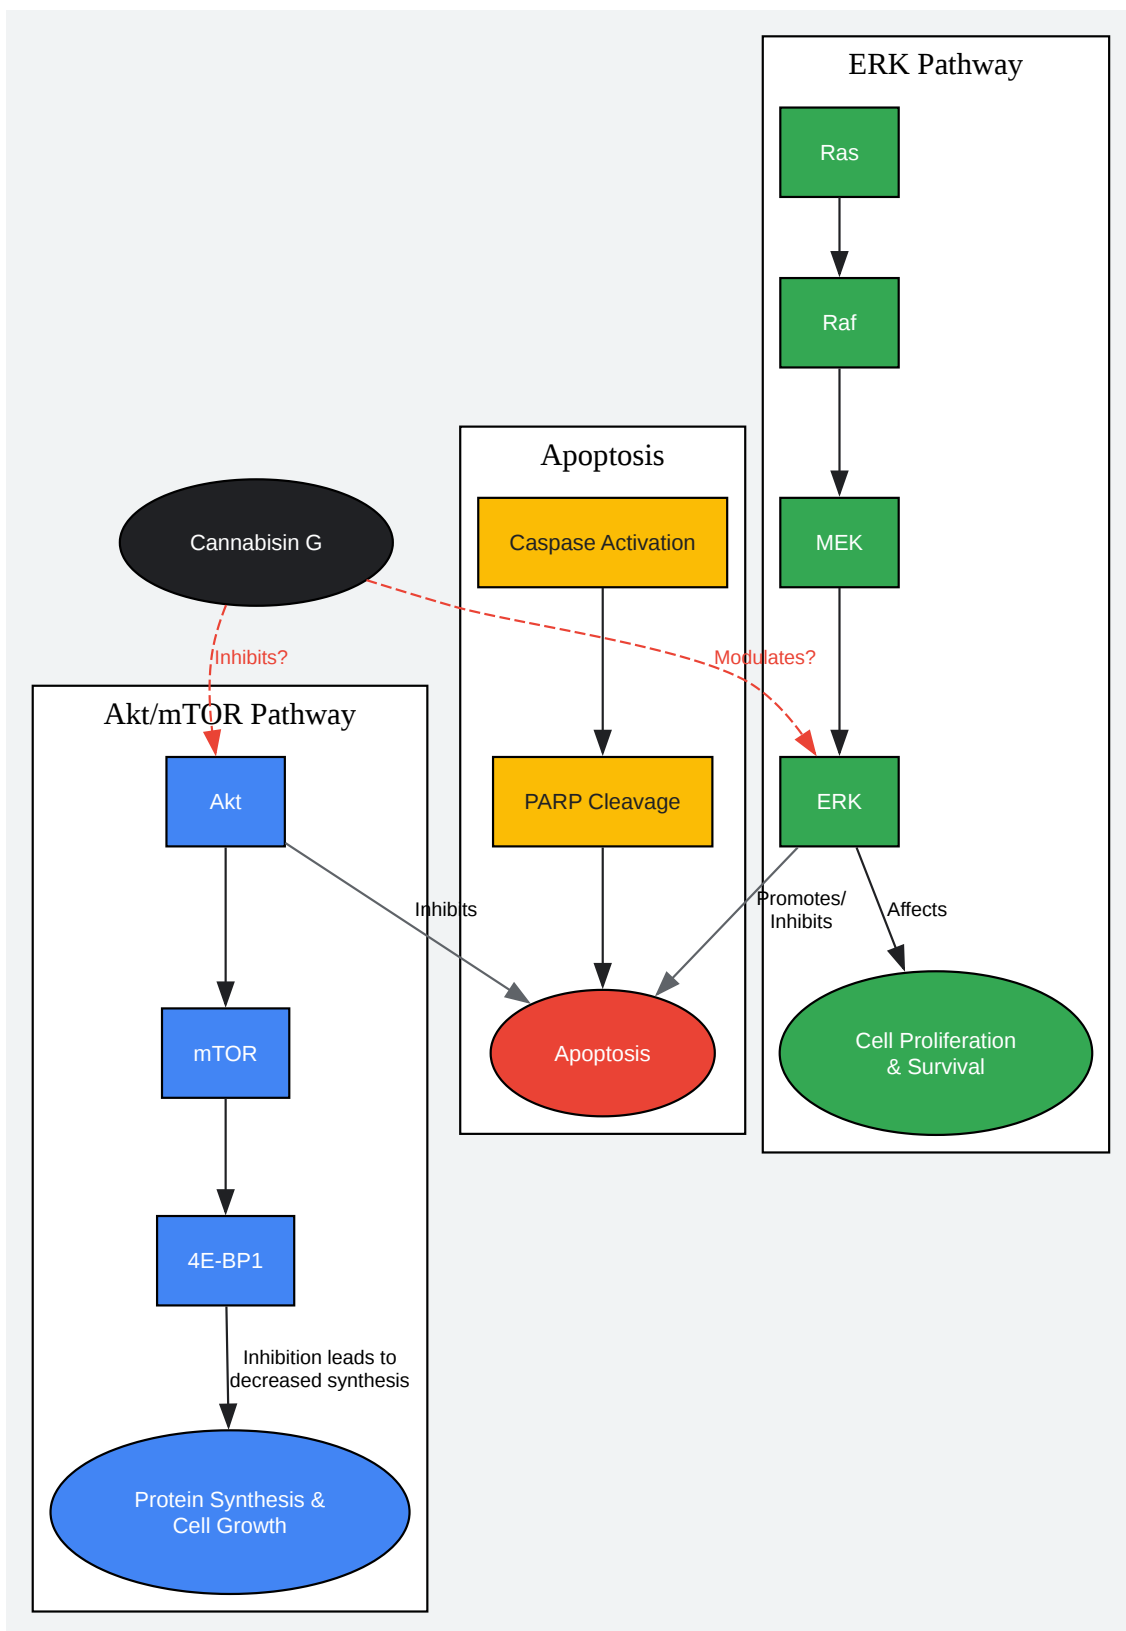 ERK Pathway
Ras
Raf
Apoptosis
Cannabisin G
Caspase Activation
MEK
Inhibits?
Modulates?
Akt/mTOR Pathway
Akt
PARP Cleavage
ERK
Inhibits
Promotes/
Inhibits
Affects
mTOR
Apoptosis
Cell Proliferation
& Survival
4E-BP1
Inhibition leads to
decreased synthesis
Protein Synthesis &
Cell Growth